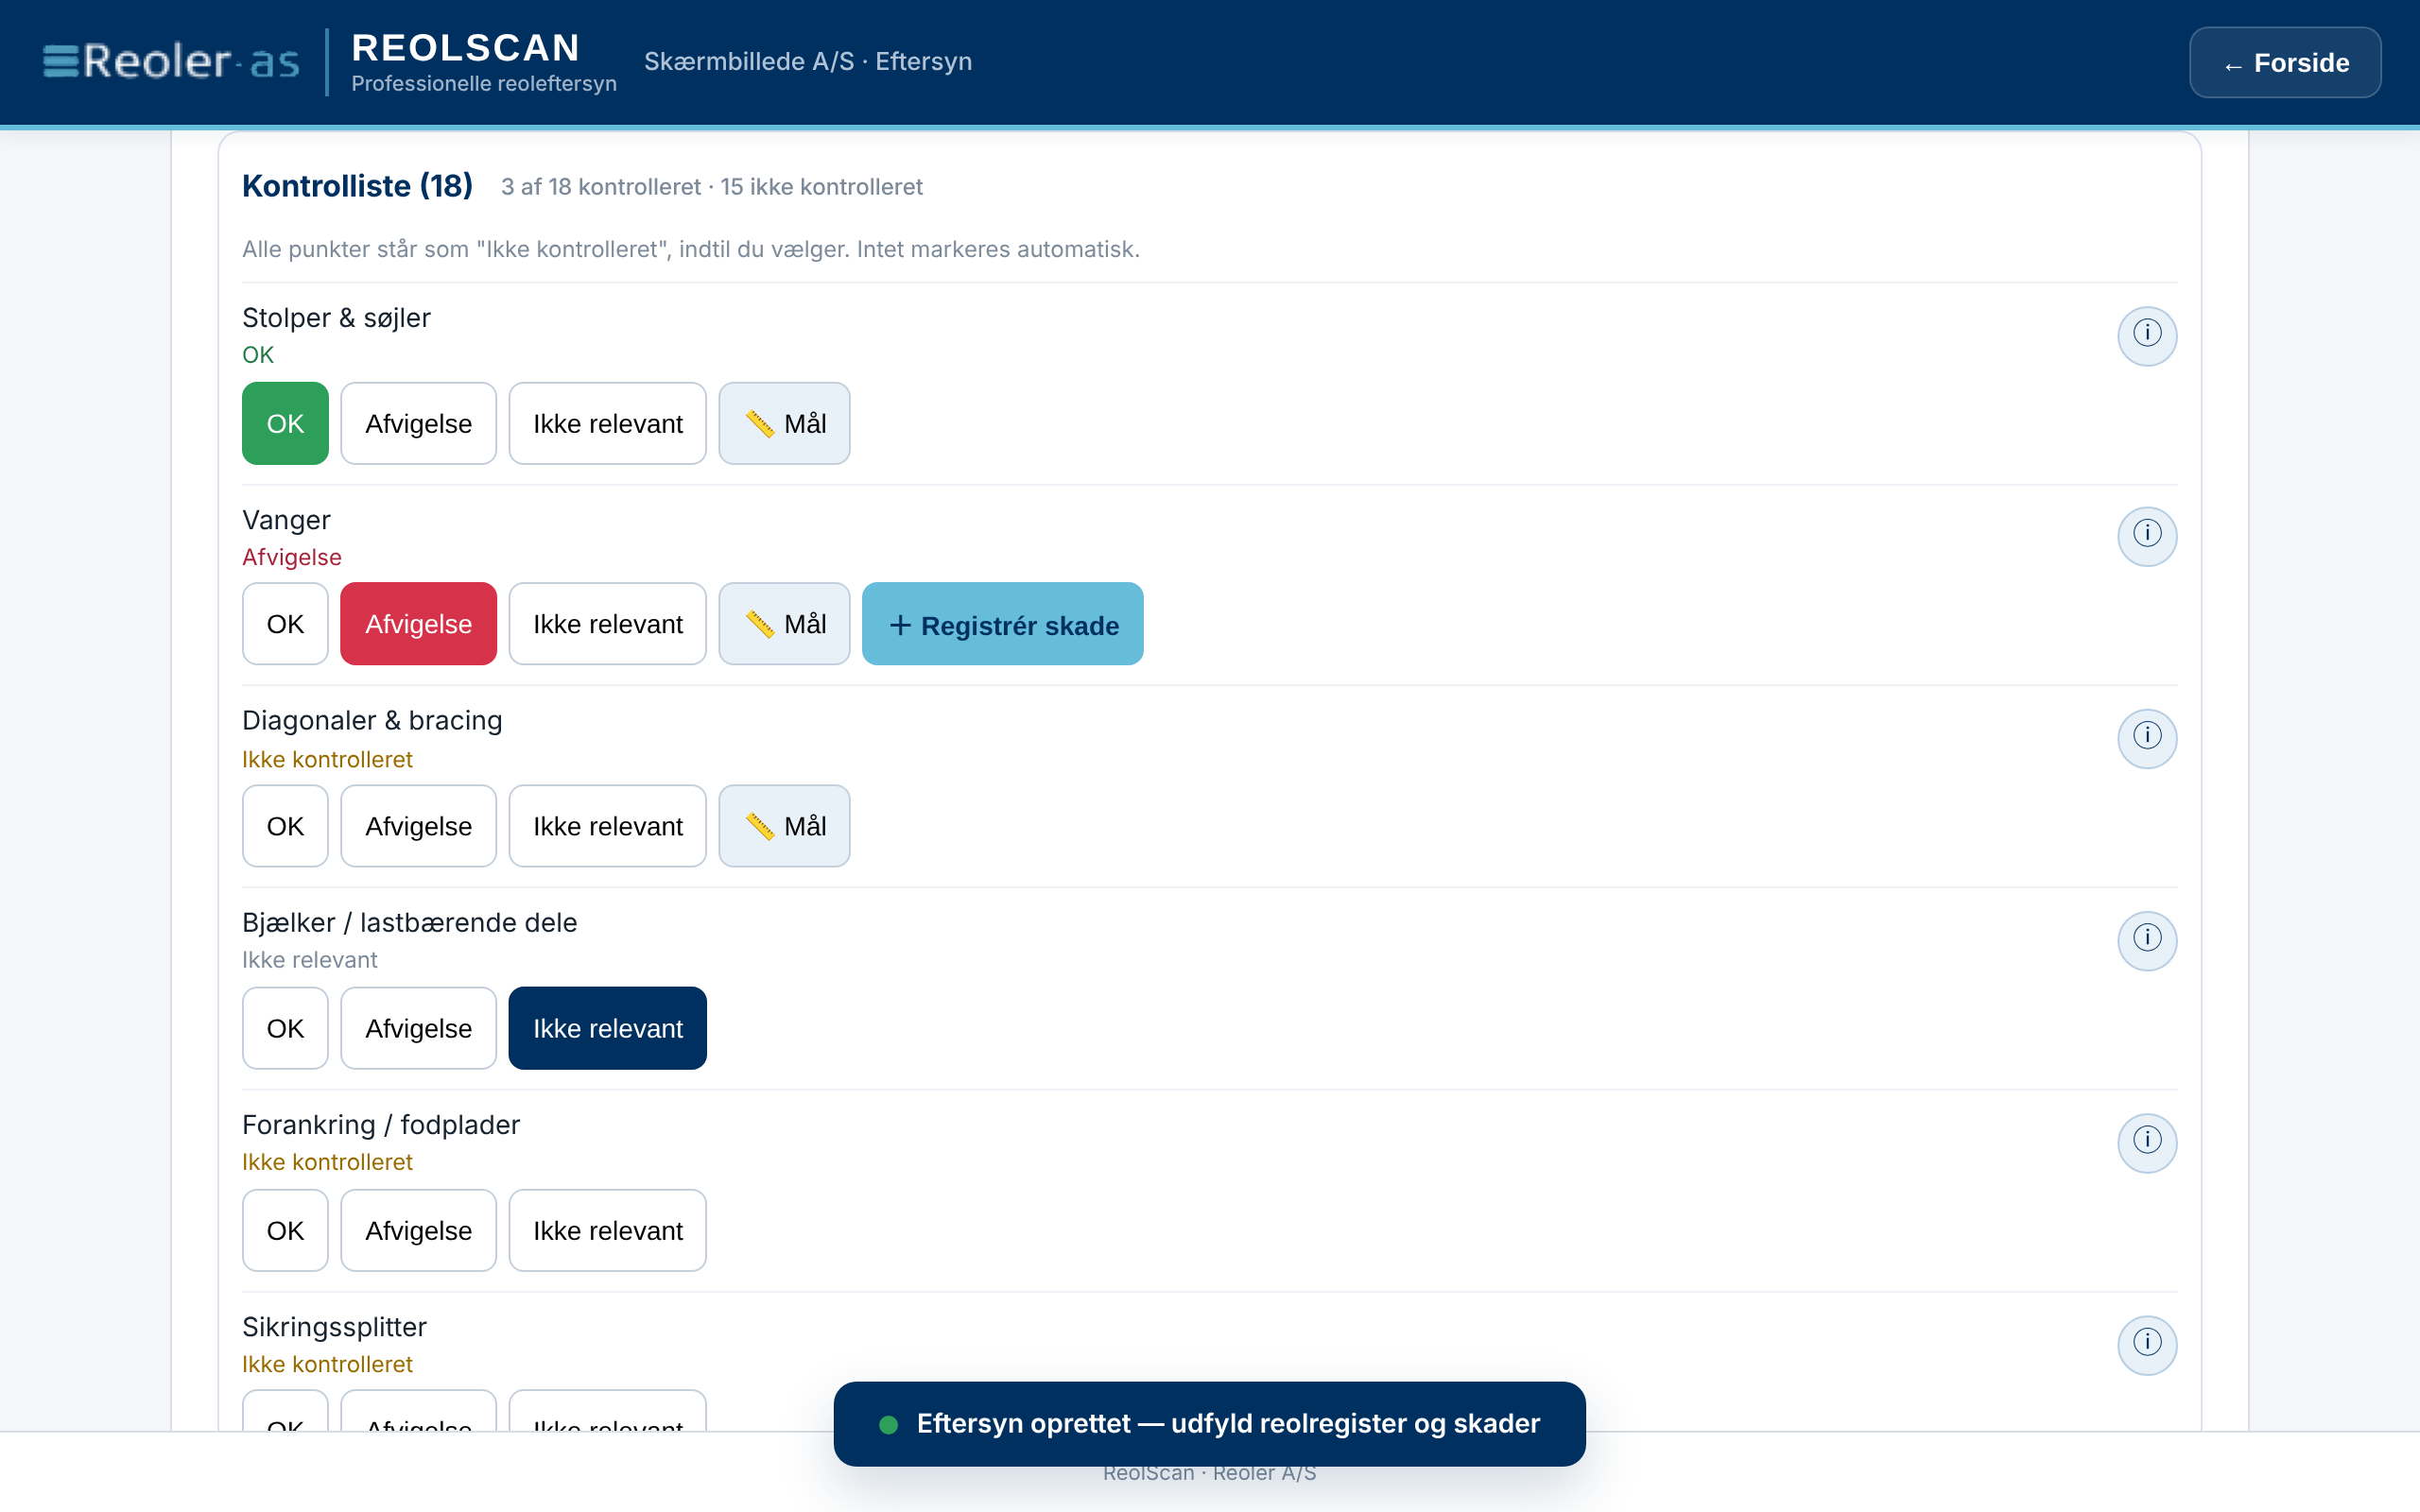 Reoler-as
REOLSCAN
Professionelle reoleftersyn
Skærmbillede A/S · Eftersyn
← Forside
Kontrolliste (18)
3 af 18 kontrolleret · 15 ikke kontrolleret
Alle punkter står som "Ikke kontrolleret", indtil du vælger. Intet markeres automatisk.
Stolper & søjler
OK
OK Afvigelse Ikke relevant 📏 Mål
Vanger
Afvigelse
OK Afvigelse Ikke relevant 📏 Mål + Registrér skade
Diagonaler & bracing
Ikke kontrolleret
OK Afvigelse Ikke relevant 📏 Mål
Bjælker / lastbærende dele
Ikke relevant
OK Afvigelse Ikke relevant
Forankring / fodplader
Ikke kontrolleret
OK Afvigelse Ikke relevant
Sikringssplitter
Ikke kontrolleret
OK Afvigelse Ikke relevant
Eftersyn oprettet — udfyld reolregister og skader
ReolScan · Reoler A/S